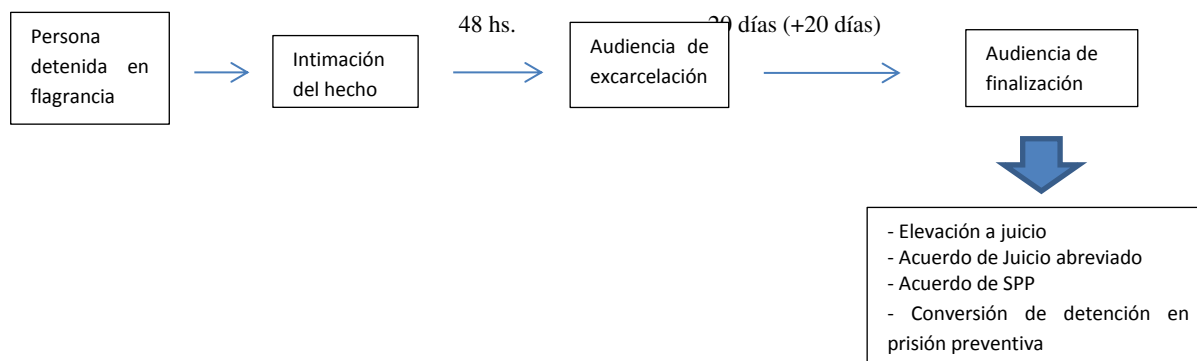 Persona
detenida en
flagrancia
Intimación
del hecho
48 hs.
Audiencia de
excarcelación
días (+20 días)
Audiencia de
finalización
- Elevación a juicio
- Acuerdo de Juicio abreviado
- Acuerdo de SPP
- Conversión de detención en
prisión preventiva